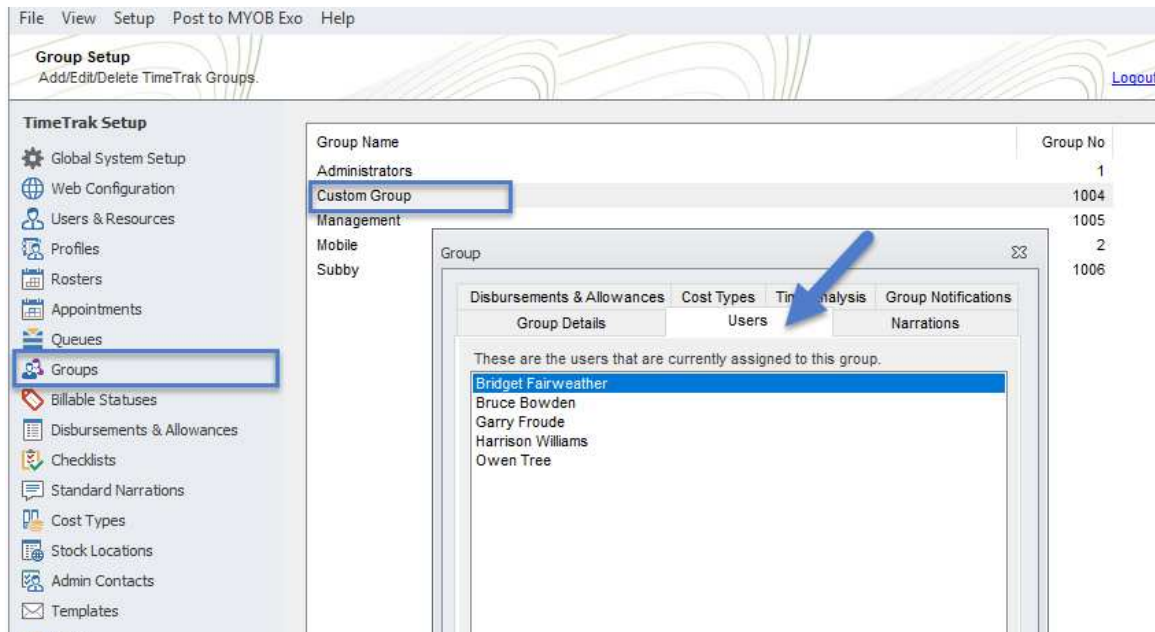 File View Setup Post to MYOB Exo Help
Group Setup
Add/Edit/Delete TimeTrak Groups.
Logout
TimeTrak Setup
Global System Setup
Web Configuration
Users & Resources
Profiles
Rosters
Appointments
Queues
Groups
Billable Statuses
Disbursements & Allowances
Checklists
Standard Narrations
Cost Types
Stock Locations
Admin Contacts
Templates
Group Name Group No
Administrators 1
Custom Group 1004
Management 1005
Mobile 2
Subby 1006
Group
Disbursements & Allowances Cost Types Analysis Group Notifications
Group Details Users Narrations
These are the users that are currently assigned to this group.
Bridget Fairweather
Bruce Bowden
Garry Froude
Harrison Williams
Owen Tree